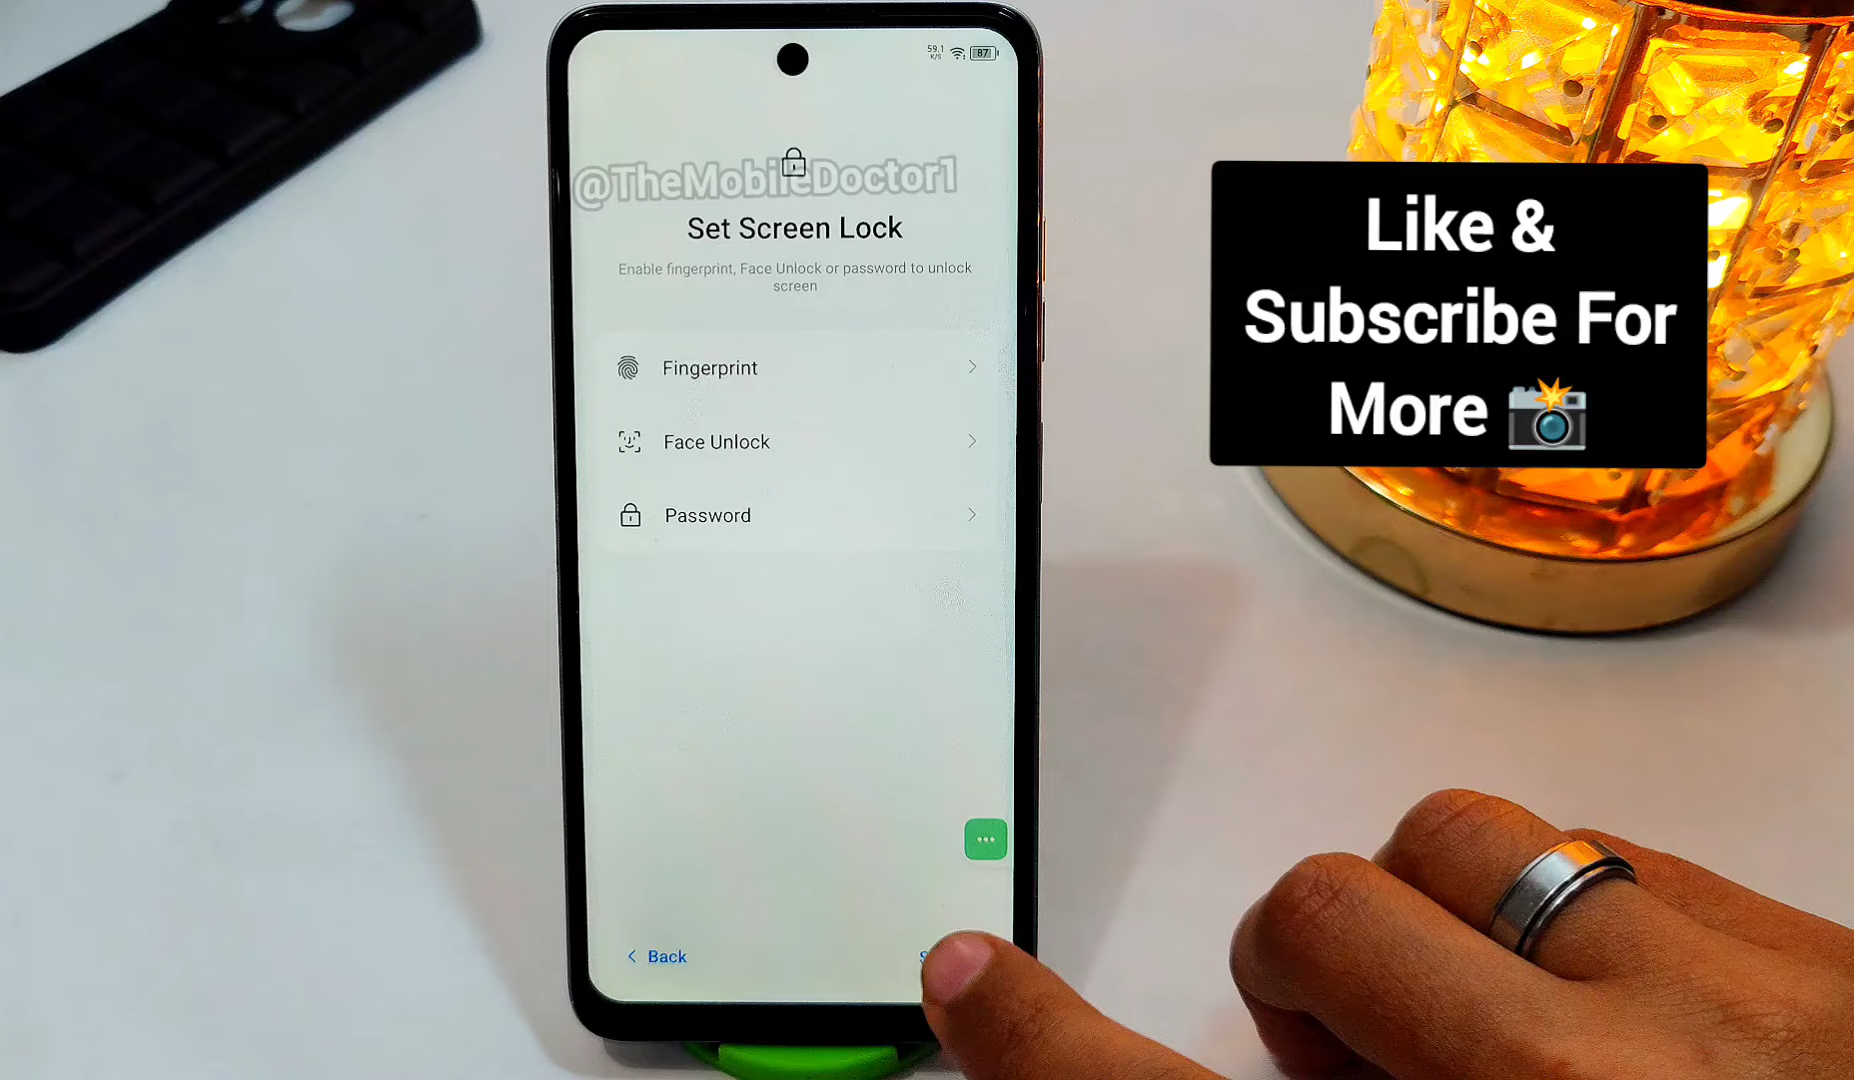 59.1
K/S
87
@TheMobileDoctor1
Set Screen Lock
Enable fingerprint, Face Unlock or password to unlock
screen
Fingerprint
Face Unlock
Password
Back
Like &
Subscribe For
More